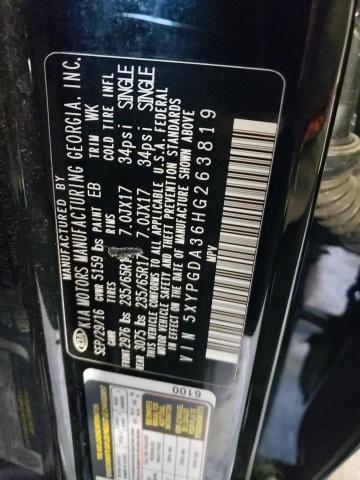 MANUFACTURED BY
KIA KIA MOTORS MANUFACTURING GEORGIA. INC.
SEP/29/16 GVWR 5159 lbs PAINT EB TRIM WK
GAWR RIMS COLD TIRE INFL
FRONT 2976 lbs 235/65R17 7.0JX17 34psi SINGLE
REAR 3075 lbs 235/65R17 7.0JX17 34psi SINGLE
THIS VEHICLE CONFORMS TO ALL APPLICABLE U.S.A. FEDERAL
MOTOR VEHICLE SAFETY AND THEFT PREVENTION STANDARDS
IN EFFECT ON THE DATE OF MANUFACTURE SHOWN ABOVE
VIN 5XYPGDA36HG263819
MPV
6100